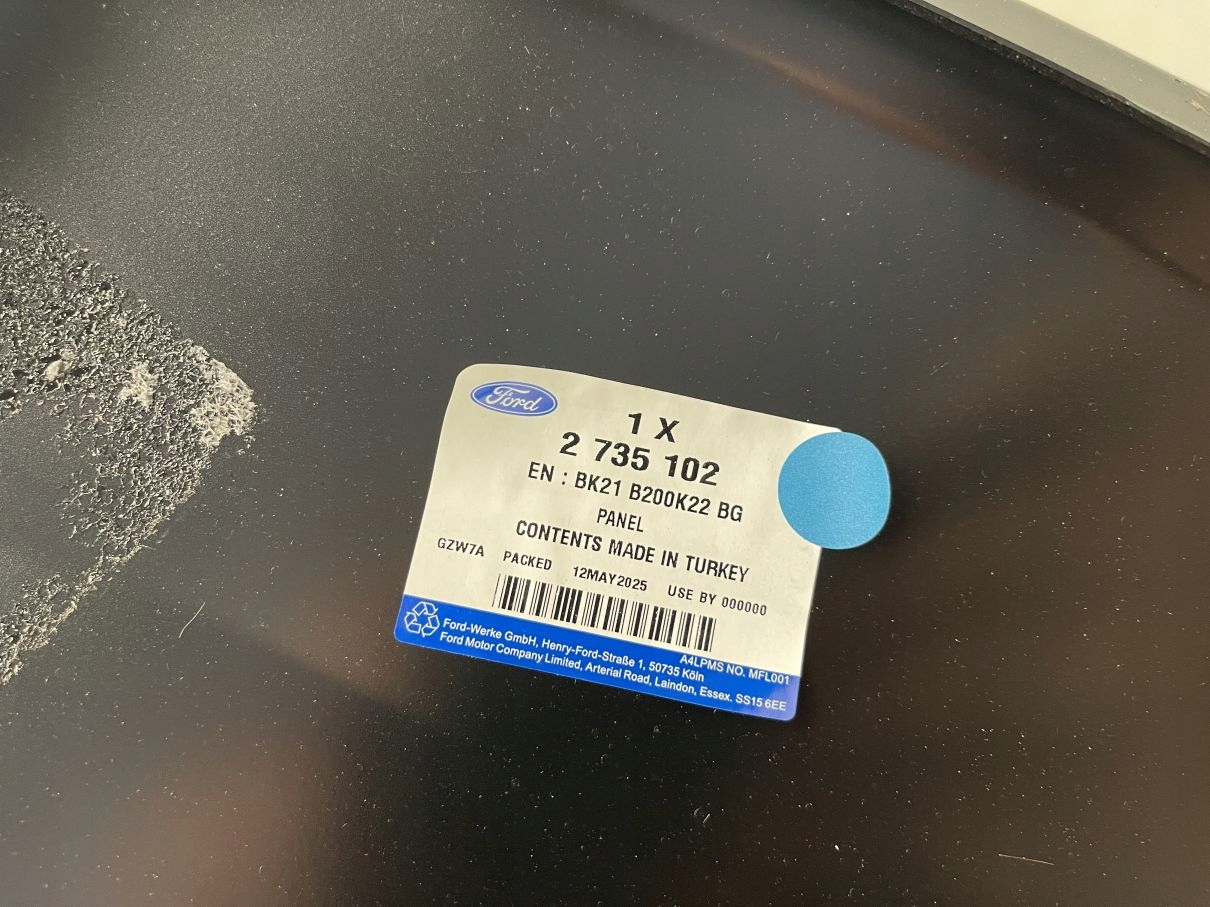 Ford
1 X
2 735 102
EN : BK21 B200K22 BG
PANEL
CONTENTS MADE IN TURKEY
GZW7A PACKED 12MAY2025 USE BY 000000
A4LPMS NO. MFL001
Ford-Werke GmbH, Henry-Ford-Straße 1, 50735 Köln
Ford Motor Company Limited, Arterial Road, Laindon, Essex. SS15 6EE